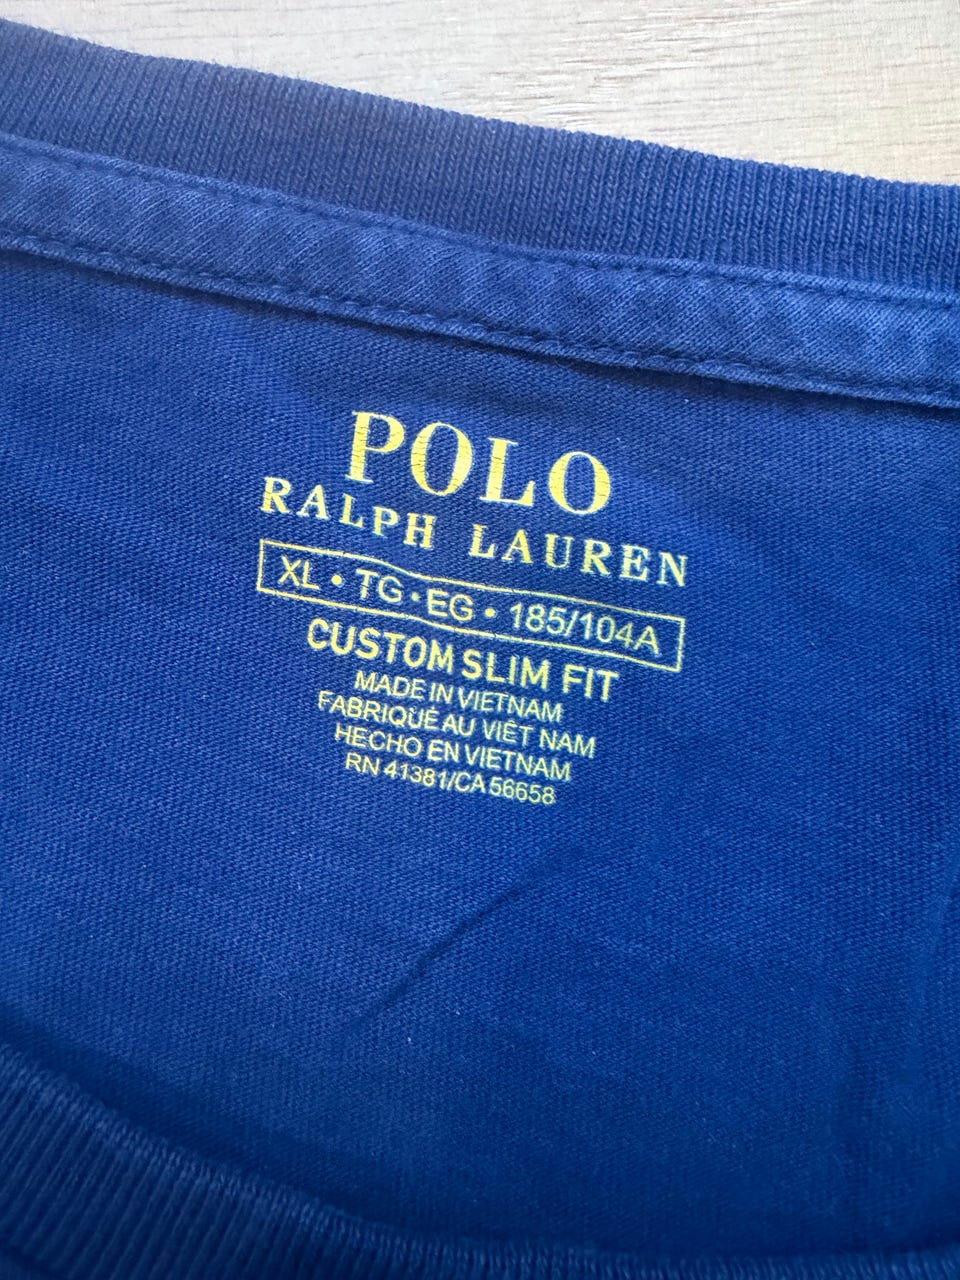 POLO
RALPH LAUREN
XL • TG • EG • 185/104A
CUSTOM SLIM FIT
MADE IN VIETNAM
FABRIQUÉ AU VIÊT NAM
HECHO EN VIETNAM
RN 41381/CA 56658